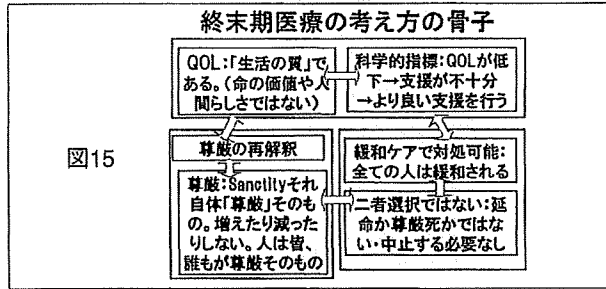 終末期医療の考え方の骨子
QOL:「生活の質」で
ある。(命の価値や人
間らしさではない)
科学的指標:QOLが低
下→支援が不十分
→より良い支援を行う
図15
尊厳の再解釈
尊厳:Sanctityそれ
自体「尊厳」そのも
の。増えたり減った
りしない。人は皆、
誰もが尊厳そのもの
緩和ケアで対処可能:
全ての人は緩和される
二者選択ではない:延
命か尊厳死かではな
い・中止する必要なし